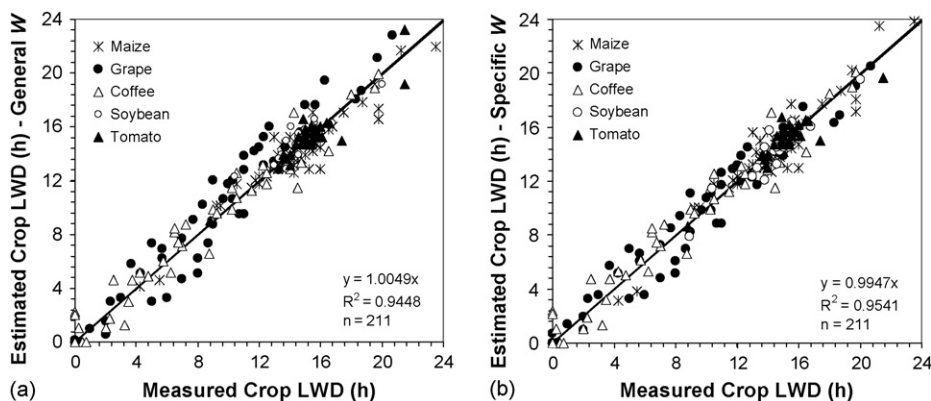 Estimated Crop LWD (h) - General W
24
20
16
12
8
4
0
Maize
Grape
Coffee
Soybean
Tomato
y = 1.0049x
R² = 0.9448
n = 211
0 4 8 12 16 20 24
(a) Measured Crop LWD (h)
Estimated Crop LWD (h) - Specific W
24
20
16
12
8
4
0
Maize
Grape
Coffee
Soybean
Tomato
y = 0.9947x
R² = 0.9541
n = 211
0 4 8 12 16 20 24
(b) Measured Crop LWD (h)